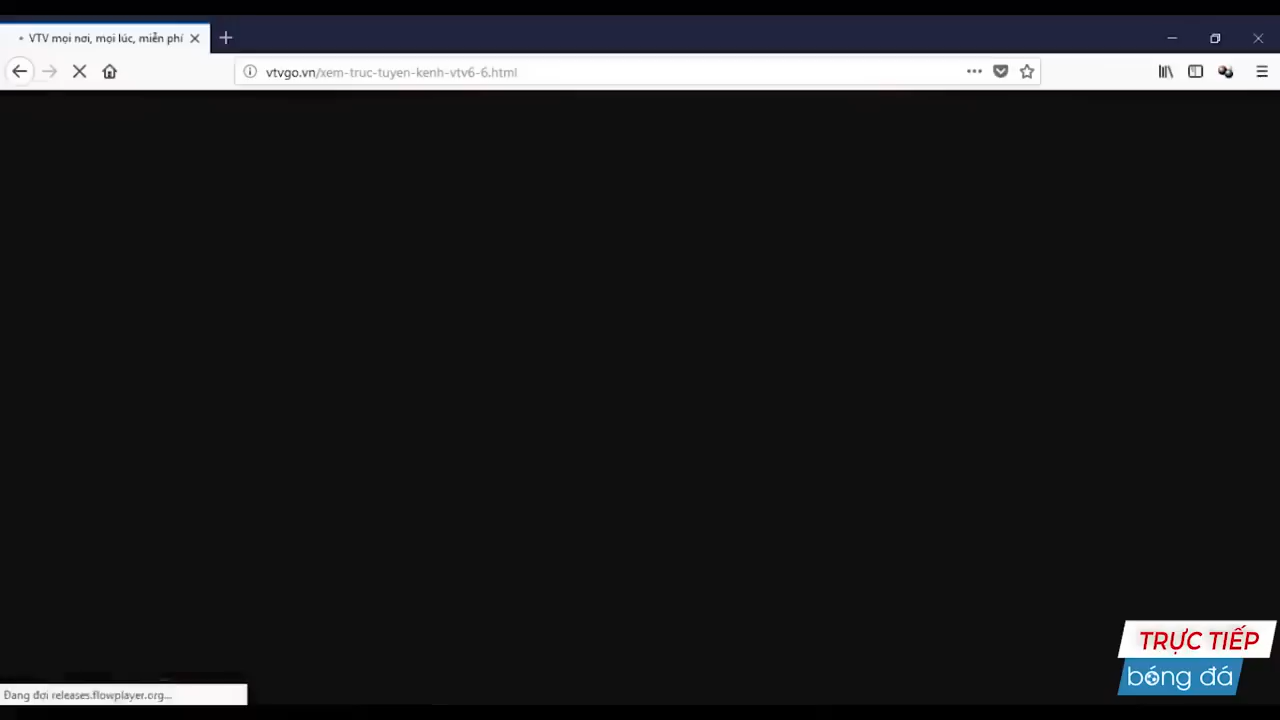 VTV mọi nơi, mọi lúc, miễn phí
vtvgo.vn/xem-truc-tuyen-kenh-vtv6-6.html
TRỰC TIẾP
bóng đá
Đang đợi releases.flowplayer.org...